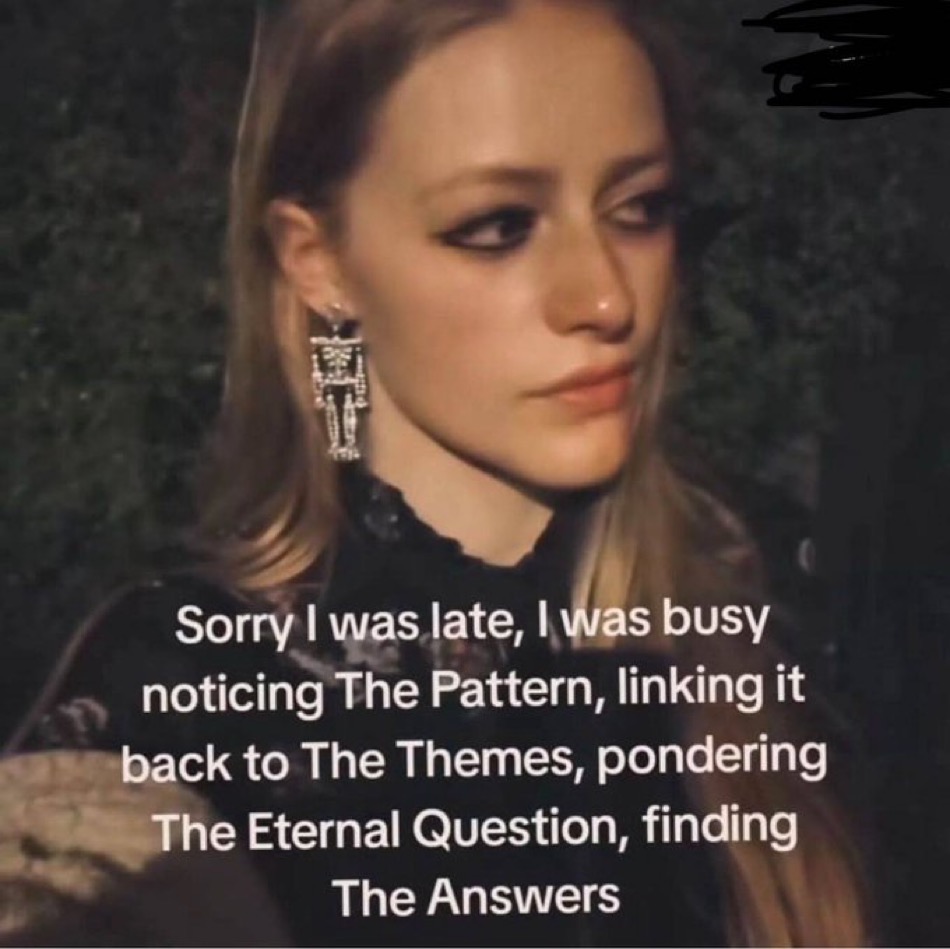 Sorry I was late, I was busy
noticing The Pattern, linking it
back to The Themes, pondering
The Eternal Question, finding
The Answers